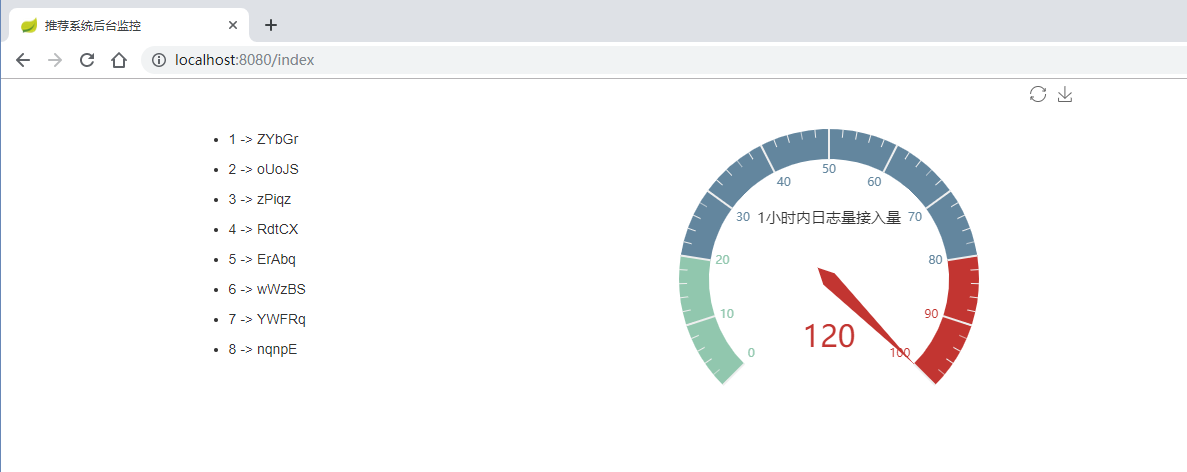 推荐系统后台监控
localhost:8080/index
1 -> ZYbGr
2 -> oUoJS
3 -> zPiqz
4 -> RdtCX
5 -> ErAbq
6 -> wWzBS
7 -> YWFRq
8 -> nqnpE
1小时内日志量接入量
0
10
20
30
40
50
60
70
80
90
100
120